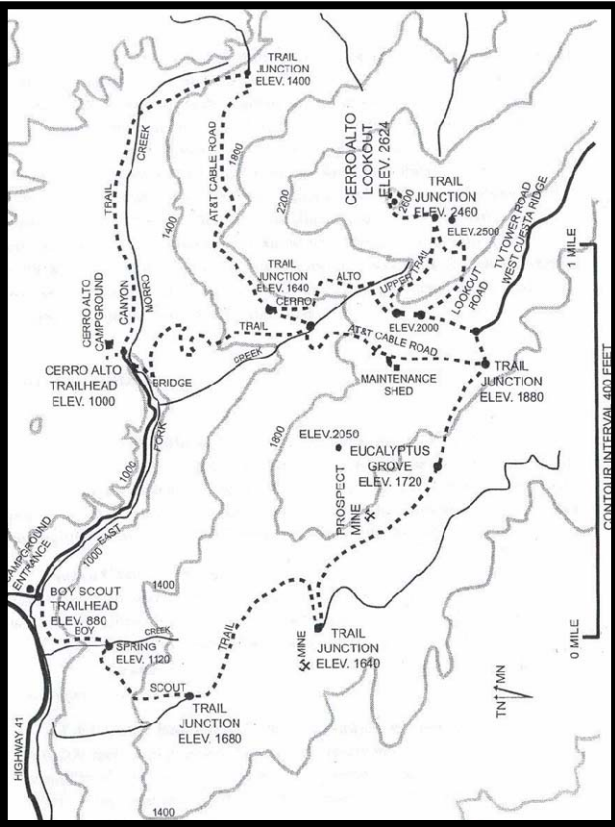 TRAIL
JUNCTION
ELEV. 1400
CREEK
TRAIL
AT&T CABLE ROAD
1800
1400
2200
CERRO ALTO
LOOKOUT
ELEV. 2624
2600
TRAIL
JUNCTION
ELEV. 2460
ELEV.2500
TV TOWER ROAD
WEST CUESTA RIDGE
1 MILE
TRAIL
JUNCTION
ELEV. 1640
CERRO
ALTO
UPPER TRAIL
LOOKOUT
ROAD
ELEV.2000
CERRO ALTO
CAMPGROUND
CANYON
MORRO
TRAIL
CREEK
AT&T CABLE ROAD
CERRO ALTO
TRAILHEAD
ELEV. 1000
BRIDGE
MAINTENANCE
SHED
TRAIL
JUNCTION
ELEV. 1880
FORK
1800
ELEV.2050
EUCALYPTUS
GROVE
ELEV. 1720
CONTOUR INTERVAL 400 FEET
1000
PROSPECT
MINE
1000
EAST
CAMPGROUND
ENTRANCE
1400
BOY SCOUT
TRAILHEAD
ELEV. 880
BOY
CREEK
SPRING
ELEV. 1120
TRAIL
MINE
TRAIL
JUNCTION
ELEV. 1640
0 MILE
SCOUT
TRAIL
JUNCTION
ELEV. 1680
TN
MN
HIGHWAY 41
1400